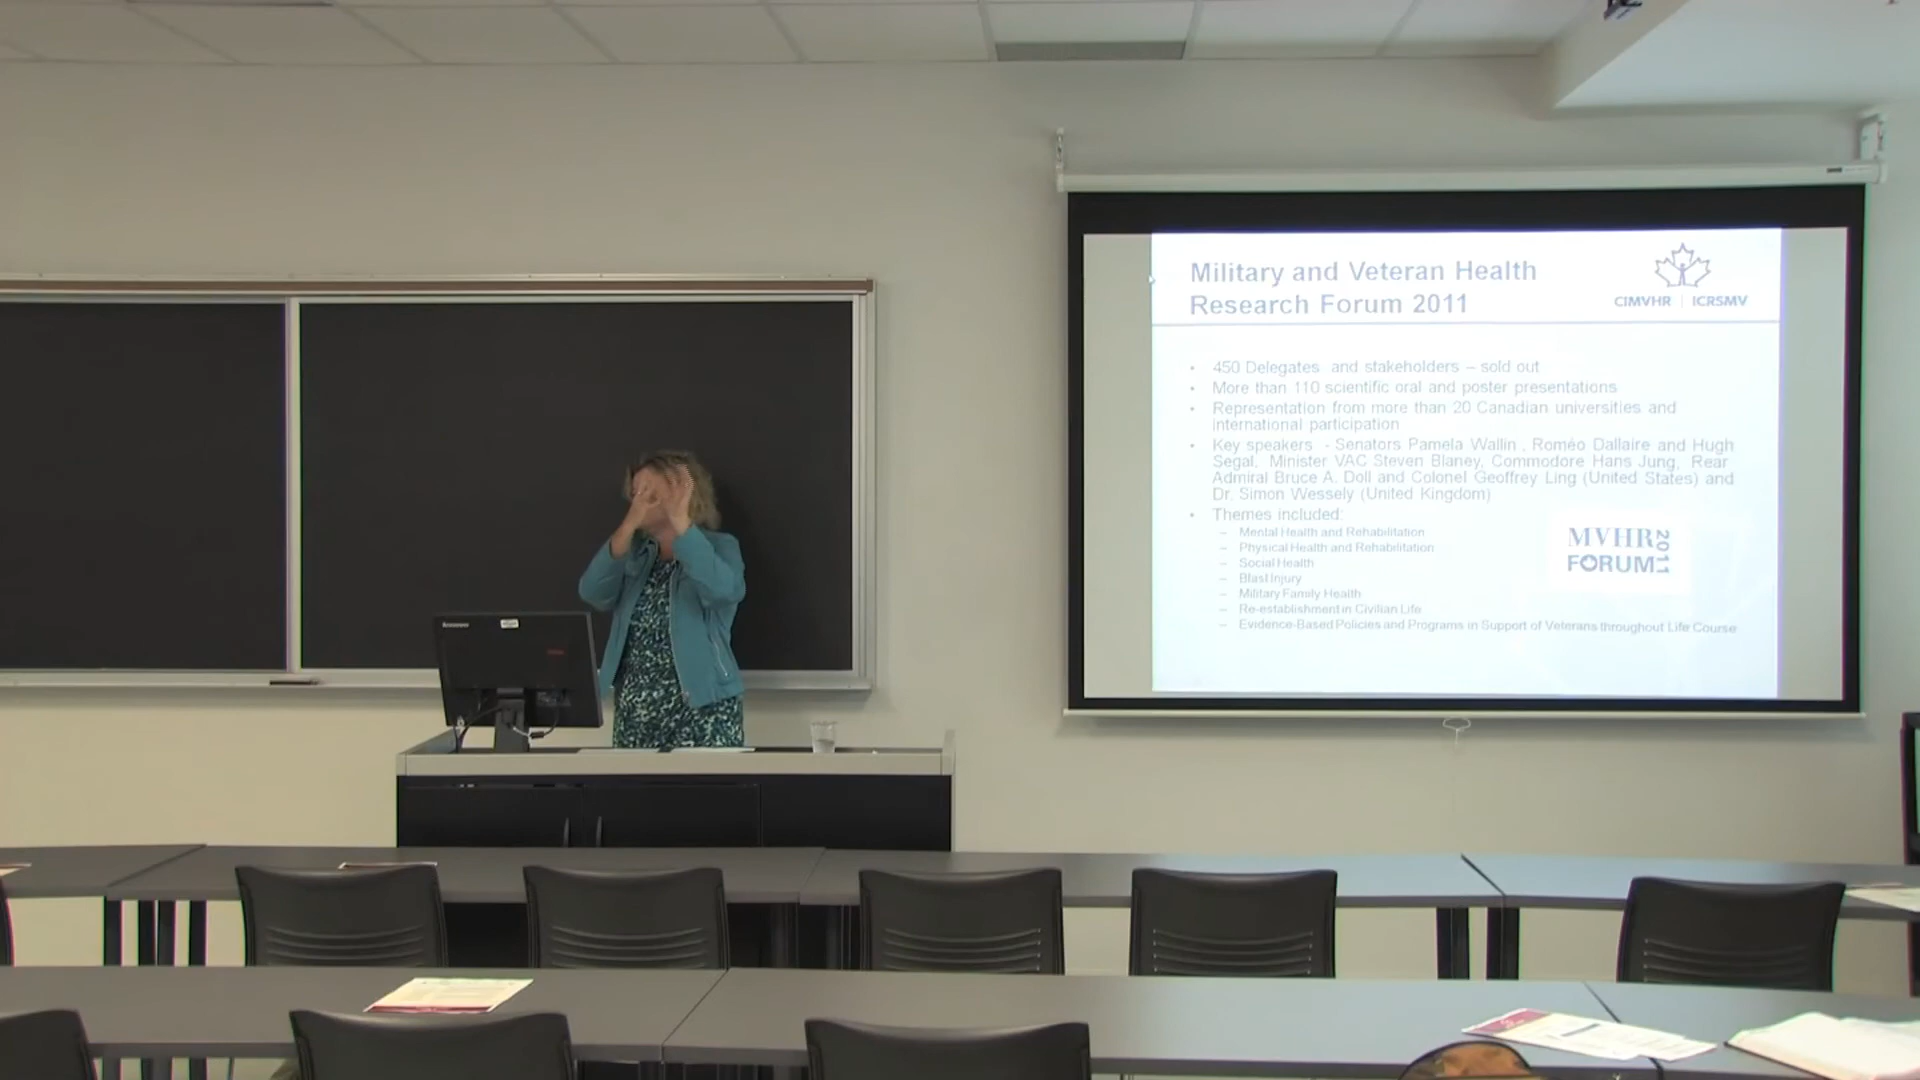 Military and Veteran Health
Research Forum 2011
CIMVHR | ICRSMV
• 450 Delegates and stakeholders – sold out
• More than 110 scientific oral and poster presentations
• Representation from more than 20 Canadian universities and
international participation
• Key speakers - Senators Pamela Wallin , Roméo Dallaire and Hugh
Segal, Minister VAC Steven Blaney, Commodore Hans Jung, Rear
Admiral Bruce A. Doll and Colonel Geoffrey Ling (United States) and
Dr. Simon Wessely (United Kingdom)
• Themes included:
– Mental Health and Rehabilitation
– Physical Health and Rehabilitation
– Social Health
– Blast Injury
– Military Family Health
– Re-establishment in Civilian Life
– Evidence-Based Policies and Programs in Support of Veterans throughout Life Course
MVHR
FORUM
2011
lenovo